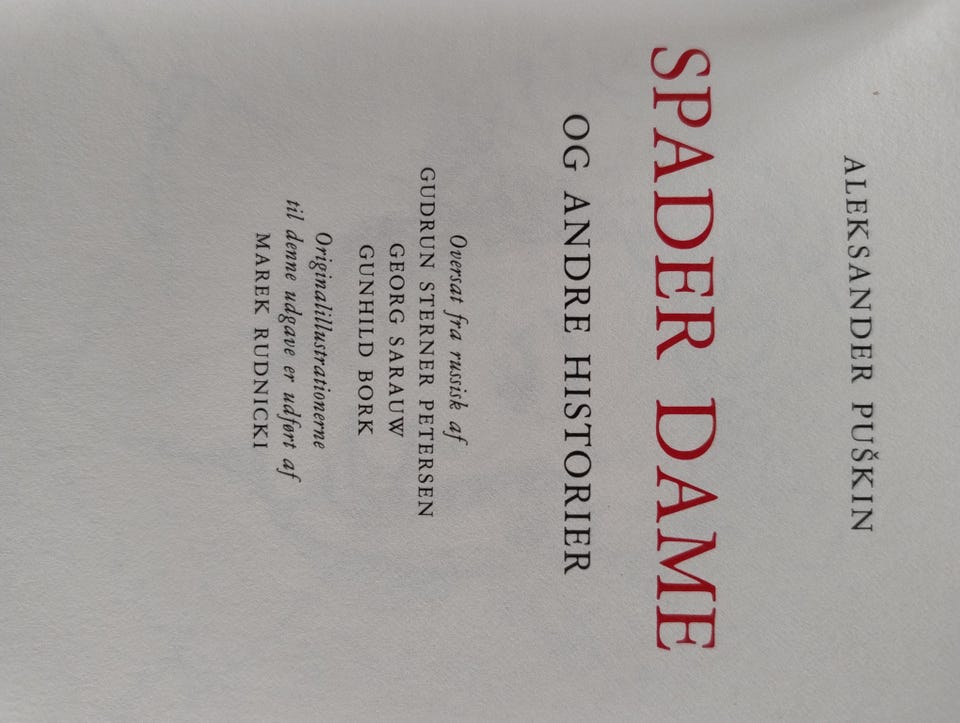 ALEKSANDER PUŠKIN
SPADER DAME
OG ANDRE HISTORIER
Oversat fra russisk af
GUDRUN STERNER PETERSEN
GEORG SARAUW
GUNHILD BORK
Originalillustrationerne
til denne udgave er udført af
MAREK RUDNICKI